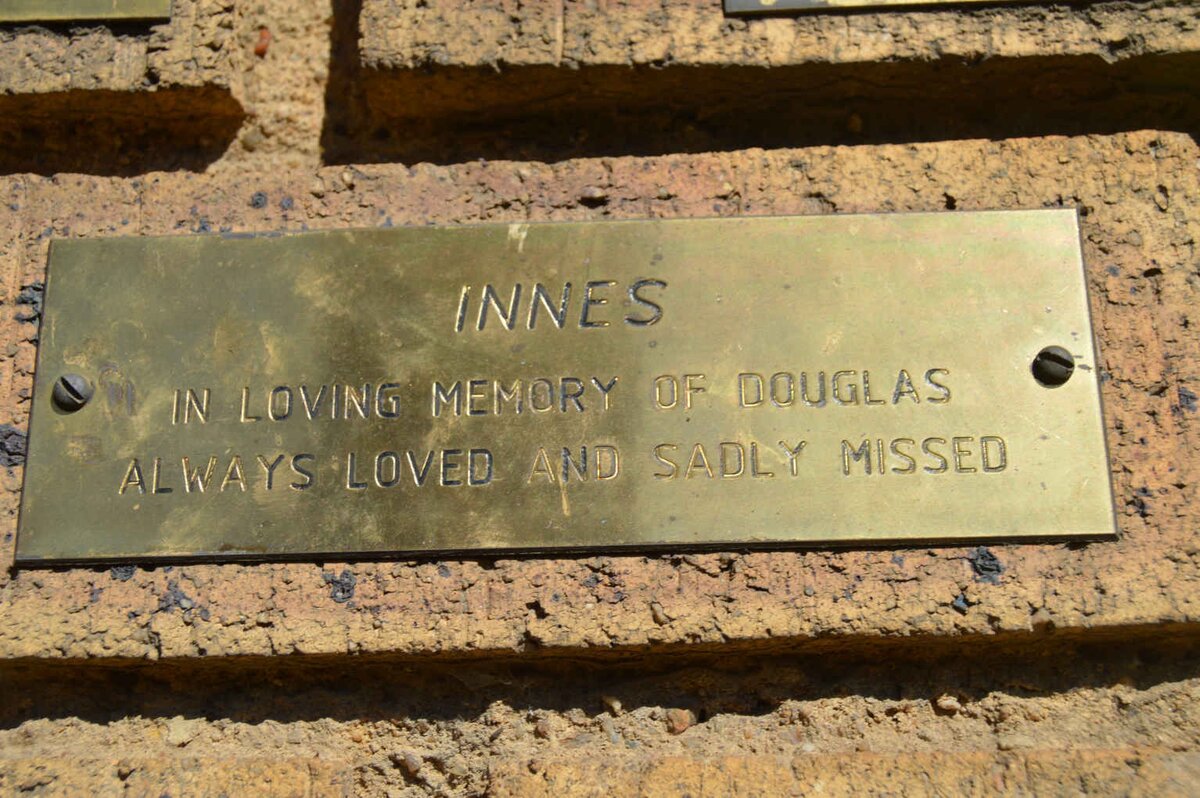 INNES
IN LOVING MEMORY OF DOUGLAS
ALWAYS LOVED AND SADLY MISSED